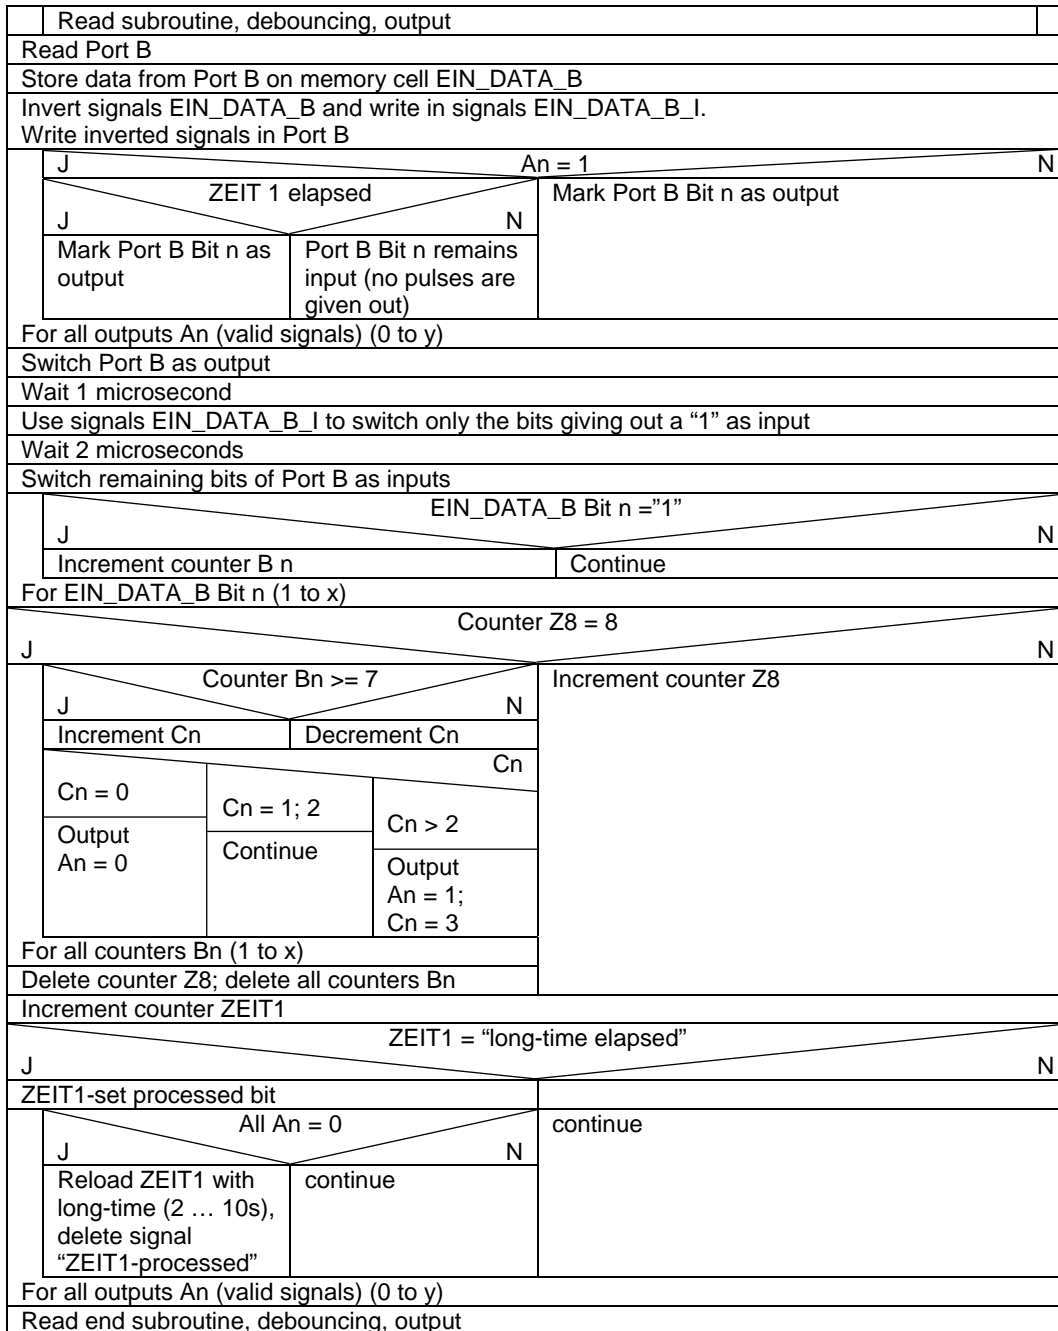 Read subroutine, debouncing, output
Read Port B
Store data from Port B on memory cell EIN_DATA_B
Invert signals EIN_DATA_B and write in signals EIN_DATA_B_I.
Write inverted signals in Port B
J An = 1 N
ZEIT 1 elapsed
J N
Mark Port B Bit n as output
Mark Port B Bit n as
output
Port B Bit n remains
input (no pulses are
given out)
For all outputs An (valid signals) (0 to y)
Switch Port B as output
Wait 1 microsecond
Use signals EIN_DATA_B_I to switch only the bits giving out a “1” as input
Wait 2 microseconds
Switch remaining bits of Port B as inputs
EIN_DATA_B Bit n =”1”
J N
Increment counter B n
Continue
For EIN_DATA_B Bit n (1 to x)
Counter Z8 = 8
J N
Counter Bn >= 7
J N
Increment counter Z8
Increment Cn
Decrement Cn
Cn
Cn = 0
Output
An = 0
Cn = 1; 2
Continue
Cn > 2
Output
An = 1;
Cn = 3
For all counters Bn (1 to x)
Delete counter Z8; delete all counters Bn
Increment counter ZEIT1
ZEIT1 = “long-time elapsed”
J N
ZEIT1-set processed bit
All An = 0
J N
continue
Reload ZEIT1 with
long-time (2 … 10s),
delete signal
“ZEIT1-processed”
continue
For all outputs An (valid signals) (0 to y)
Read end subroutine, debouncing, output